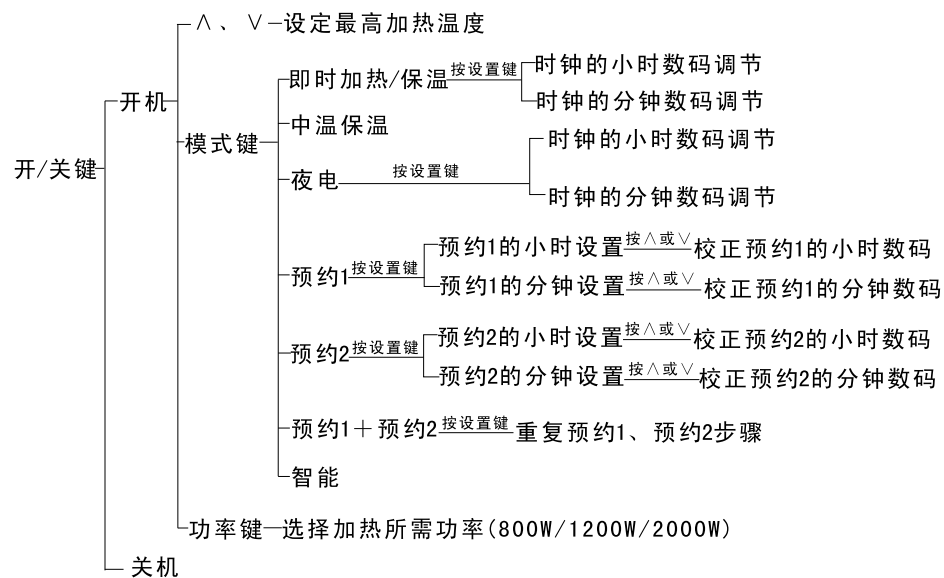 ∧、∨—设定最高加热温度
即时加热/保温 按设置键 时钟的小时数码调节
时钟的分钟数码调节
开机
模式键
中温保温
时钟的小时数码调节
开/关键
夜电 按设置键
时钟的分钟数码调节
预约1的小时设置 按∧或∨ 校正预约1的小时数码
预约1 按设置键
预约1的分钟设置 按∧或∨ 校正预约1的分钟数码
预约2的小时设置 按∧或∨ 校正预约2的小时数码
预约2 按设置键
预约2的分钟设置 按∧或∨ 校正预约2的分钟数码
预约1＋预约2 按设置键 重复预约1、预约2步骤
智能
功率键—选择加热所需功率(800W/1200W/2000W)
关机